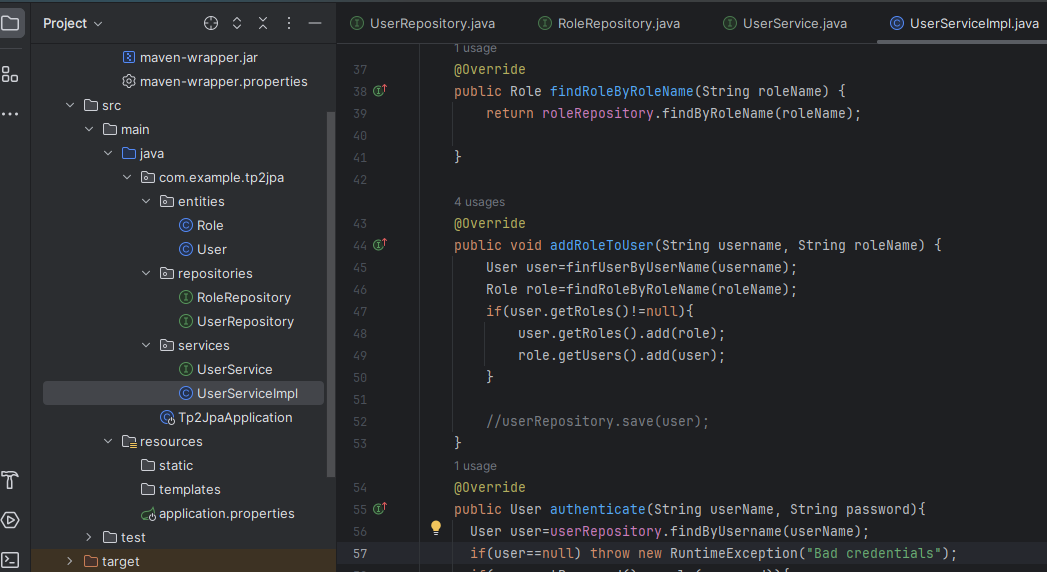 Project
maven-wrapper.jar
maven-wrapper.properties
src
main
java
com.example.tp2jpa
entities
Role
User
repositories
RoleRepository
UserRepository
services
UserService
UserServiceImpl
Tp2JpaApplication
resources
static
templates
application.properties
test
target
UserRepository.java
RoleRepository.java
UserService.java
UserServiceImpl.java
1 usage
37 @Override
38 public Role findRoleByRoleName(String roleName) {
39 return roleRepository.findByRoleName(roleName);
40
41 }
42
4 usages
43 @Override
44 public void addRoleToUser(String username, String roleName) {
45 User user=finfUserByUserName(username);
46 Role role=findRoleByRoleName(roleName);
47 if(user.getRoles()!=null){
48 user.getRoles().add(role);
49 role.getUsers().add(user);
50 }
51
52 //userRepository.save(user);
53 }
1 usage
54 @Override
55 public User authenticate(String userName, String password){
56 User user=userRepository.findByUsername(userName);
57 if(user==null) throw new RuntimeException("Bad credentials");